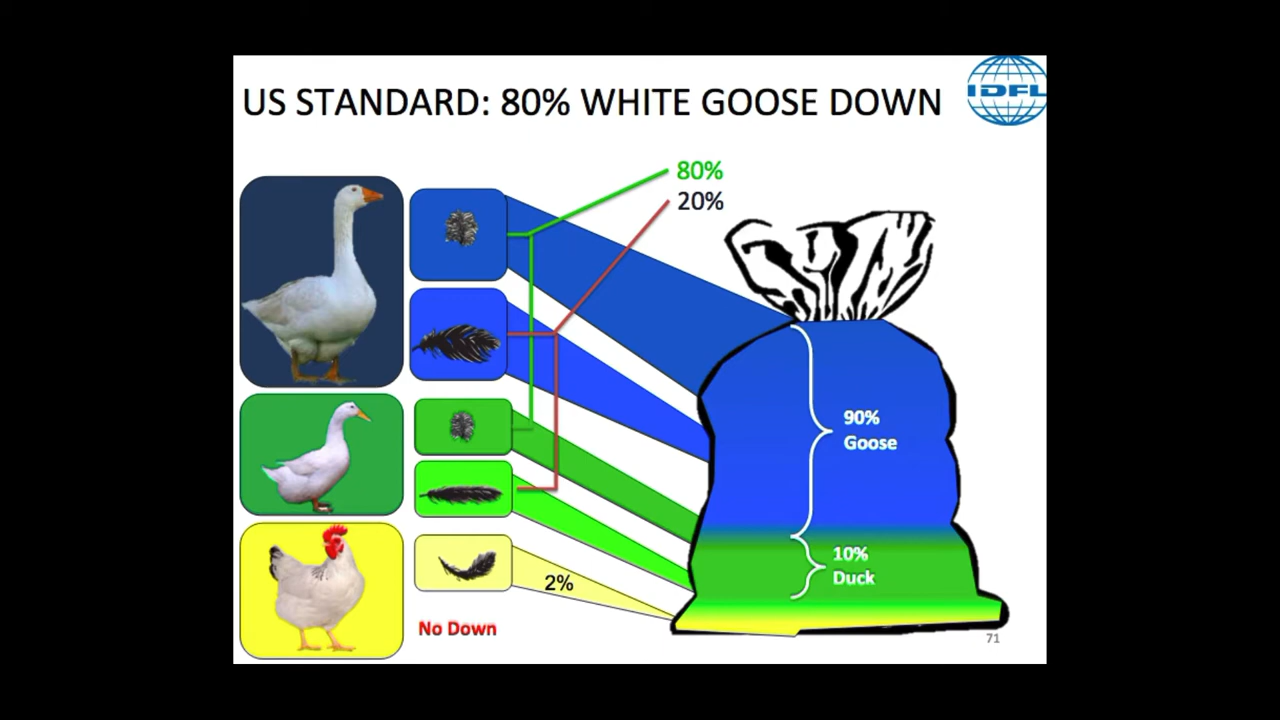 US STANDARD: 80% WHITE GOOSE DOWN
IDFL
80%
20%
90%
Goose
10%
Duck
2%
No Down
71